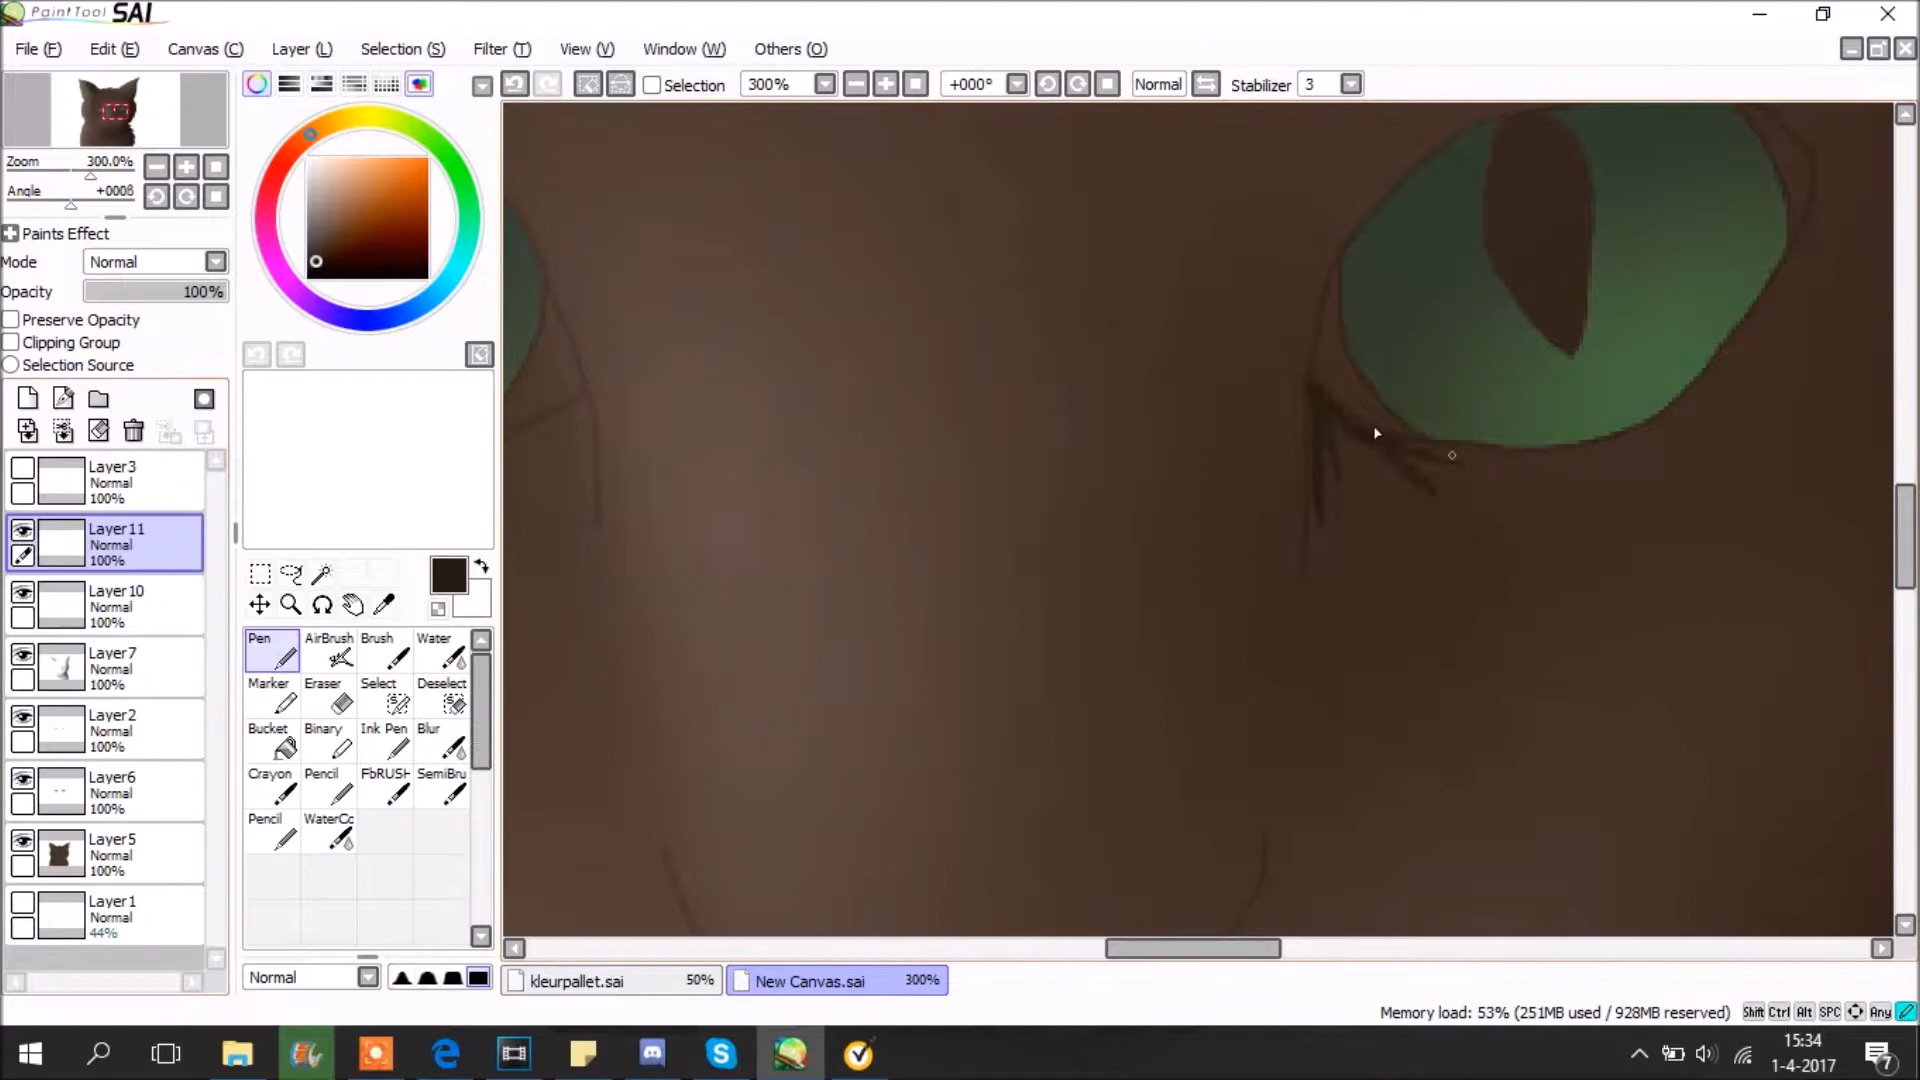 PaintTool SAI
File (F) Edit (E) Canvas (C) Layer (L) Selection (S) Filter (T) View (V) Window (W) Others (O)
Selection 300% +000° Normal Stabilizer 3
Zoom 300.0%
Angle +000ß
Paints Effect
Mode Normal
Opacity 100%
Preserve Opacity
Clipping Group
Selection Source
Layer3
Normal
100%
Layer11
Normal
100%
Layer10
Normal
100%
Layer7
Normal
100%
Layer2
Normal
100%
Layer6
Normal
100%
Layer5
Normal
100%
Layer1
Normal
44%
Pen AirBrush Brush Water
Marker Eraser Select Deselect
Bucket Binary Ink Pen Blur
Crayon Pencil FbRUSH SemiBru
Pencil WaterCc
Normal
kleurpallet.sai 50% New Canvas.sai 300%
Memory load: 53% (251MB used / 928MB reserved) Shift Ctrl Alt SPC Any
15:34
1-4-2017
7